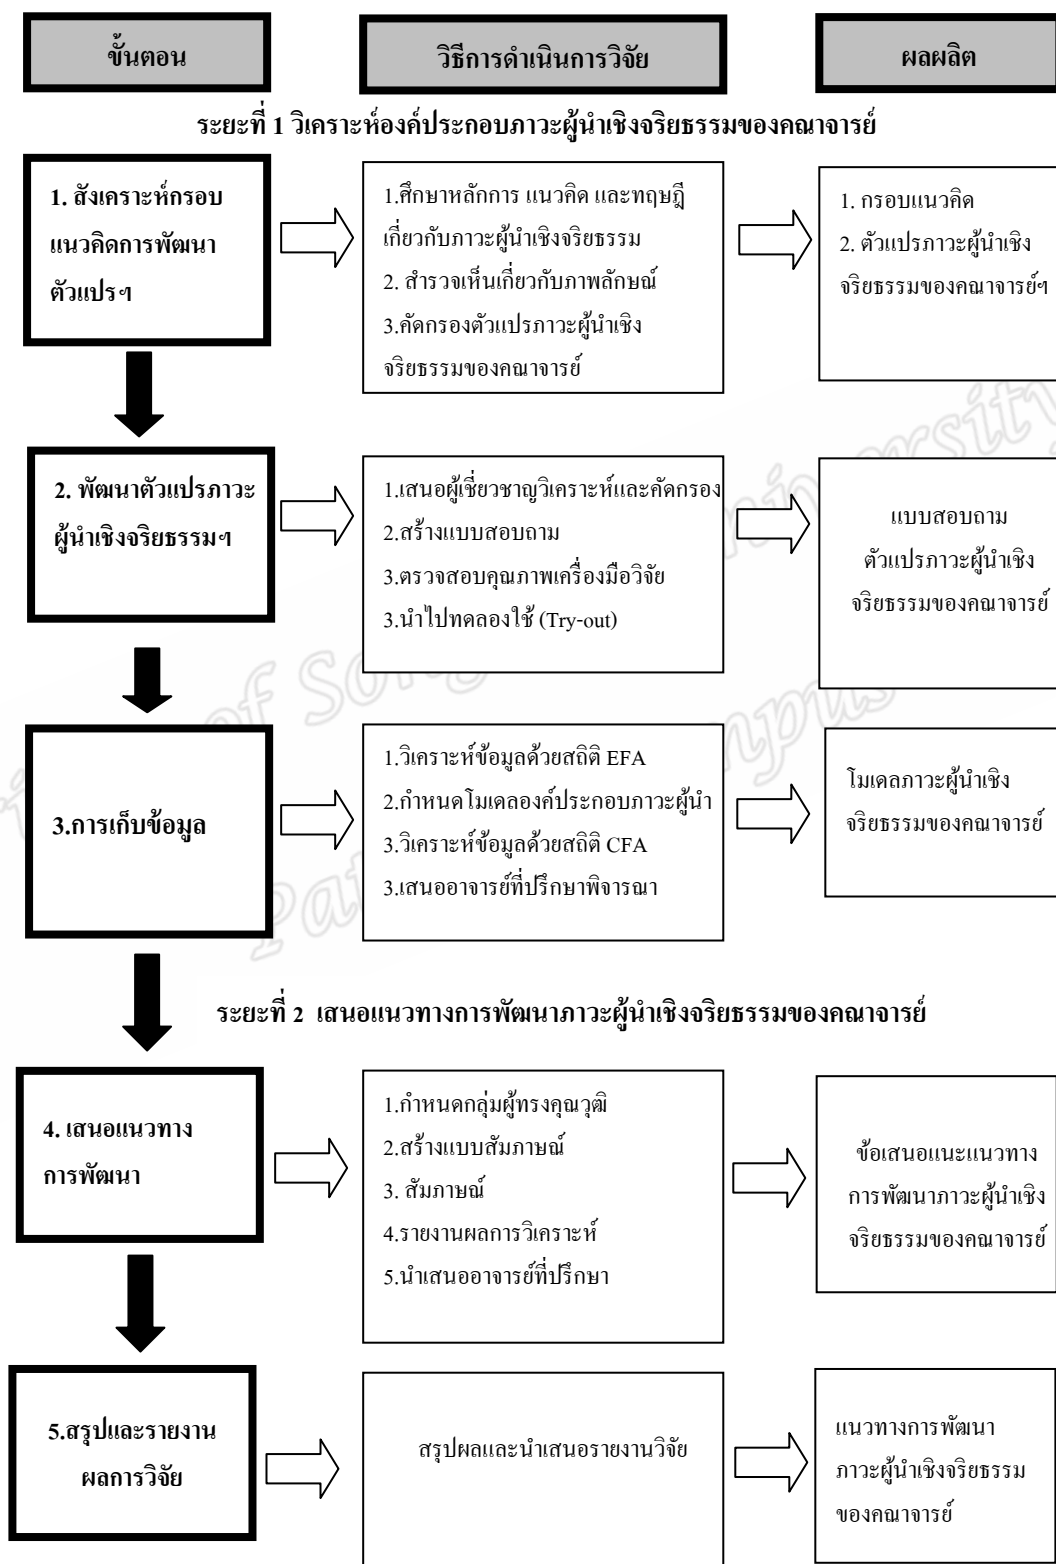 ขั้นตอน
วิธีการดำเนินการวิจัย
ผลผลิต
ระยะที่ 1 วิเคราะห์องค์ประกอบภาวะผู้นำเชิงจริยธรรมของคณาจารย์
1. สังเคราะห์กรอบ
แนวคิดการพัฒนา
ตัวแปรฯ
1.ศึกษาหลักการ แนวคิด และทฤษฎี
เกี่ยวกับภาวะผู้นำเชิงจริยธรรม
2. สำรวจเห็นเกี่ยวกับภาพลักษณ์
3.คัดกรองตัวแปรภาวะผู้นำเชิง
จริยธรรมของคณาจารย์
1. กรอบแนวคิด
2. ตัวแปรภาวะผู้นำเชิง
จริยธรรมของคณาจารย์ฯ
2. พัฒนาตัวแปรภาวะ
ผู้นำเชิงจริยธรรมฯ
1.เสนอผู้เชี่ยวชาญวิเคราะห์และคัดกรอง
2.สร้างแบบสอบถาม
3.ตรวจสอบคุณภาพเครื่องมือวิจัย
3.นำไปทดลองใช้ (Try-out)
แบบสอบถาม
ตัวแปรภาวะผู้นำเชิง
จริยธรรมของคณาจารย์
3.การเก็บข้อมูล
1.วิเคราะห์ข้อมูลด้วยสถิติ EFA
2.กำหนดโมเดลองค์ประกอบภาวะผู้นำ
3.วิเคราะห์ข้อมูลด้วยสถิติ CFA
3.เสนออาจารย์ที่ปรึกษาพิจารณา
โมเดลภาวะผู้นำเชิง
จริยธรรมของคณาจารย์
ระยะที่ 2 เสนอแนวทางการพัฒนาภาวะผู้นำเชิงจริยธรรมของคณาจารย์
4. เสนอแนวทาง
การพัฒนา
1.กำหนดกลุ่มผู้ทรงคุณวุฒิ
2.สร้างแบบสัมภาษณ์
3. สัมภาษณ์
4.รายงานผลการวิเคราะห์
5.นำเสนออาจารย์ที่ปรึกษา
ข้อเสนอแนะแนวทาง
การพัฒนาภาวะผู้นำเชิง
จริยธรรมของคณาจารย์
5.สรุปและรายงาน
ผลการวิจัย
สรุปผลและนำเสนอรายงานวิจัย
แนวทางการพัฒนา
ภาวะผู้นำเชิงจริยธรรม
ของคณาจารย์